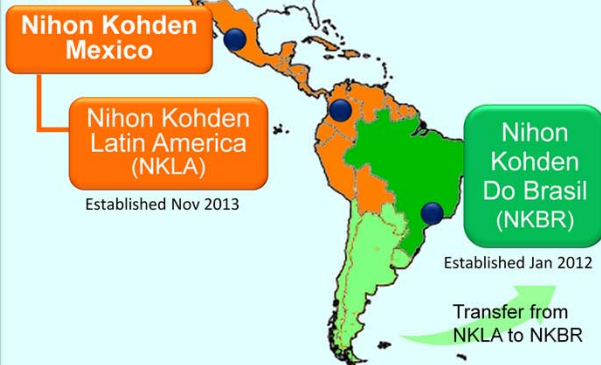 Nihon Kohden
Mexico
Nihon Kohden
Latin America
(NKLA)
Established Nov 2013
Nihon
Kohden
Do Brasil
(NKBR)
Established Jan 2012
Transfer from
NKLA to NKBR